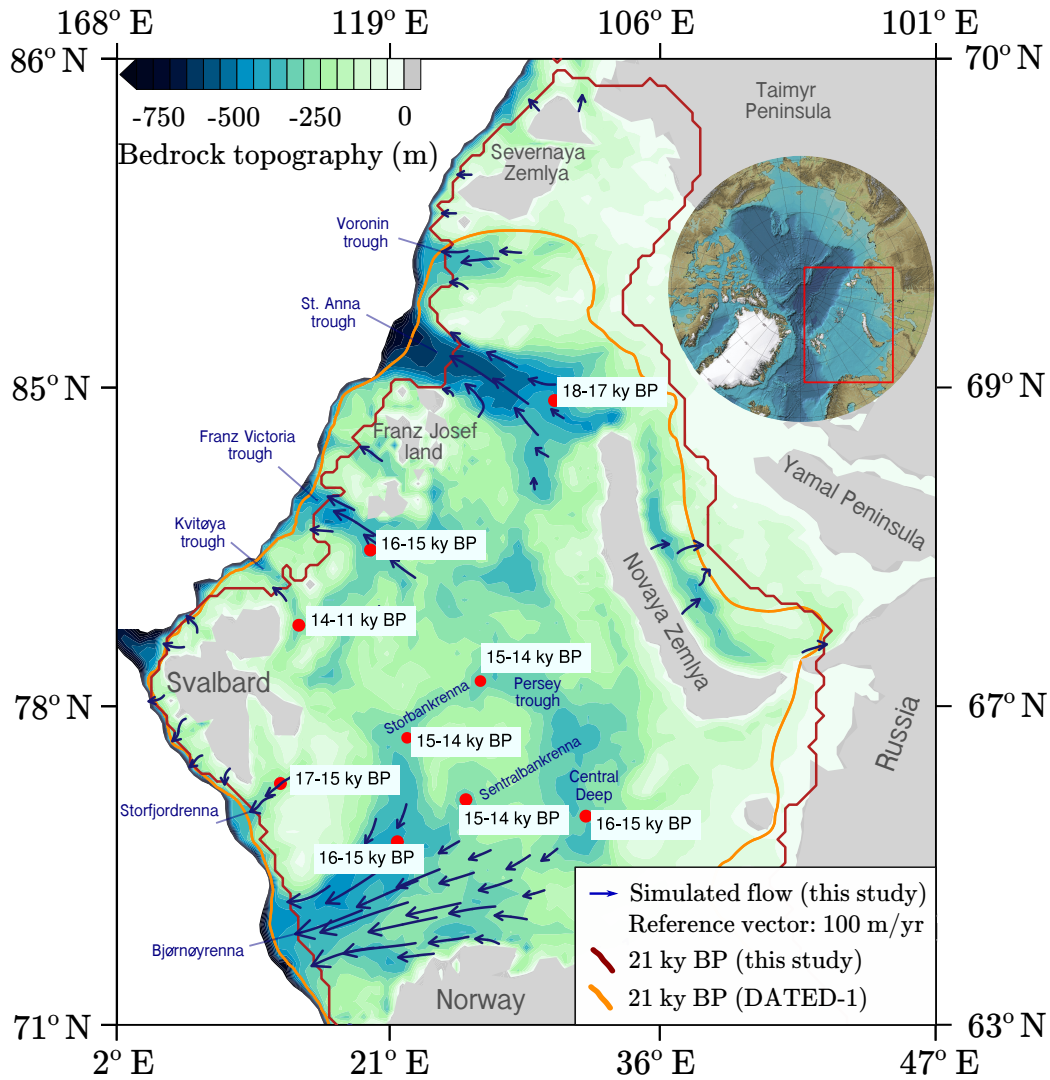 168° E
119° E
106° E
101° E
86° N
70° N
-750
-500
-250
0
Bedrock topography (m)
Taimyr
Peninsula
Severnaya
Zemlya
Voronin
trough
St. Anna
trough
85° N
69° N
18-17 ky BP
Franz Josef
land
Franz Victoria
trough
Yamal Peninsula
Kvitøya
trough
16-15 ky BP
Novaya Zemlya
14-11 ky BP
15-14 ky BP
Svalbard
Storbankrenna
Persey
trough
78° N
67° N
Russia
15-14 ky BP
17-15 ky BP
Sentralbankrenna
Central
Deep
Storfjordrenna
15-14 ky BP
16-15 ky BP
16-15 ky BP
Bjørnøyrenna
Norway
Simulated flow (this study)
Reference vector: 100 m/yr
21 ky BP (this study)
21 ky BP (DATED-1)
71° N
63° N
2° E
21° E
36° E
47° E